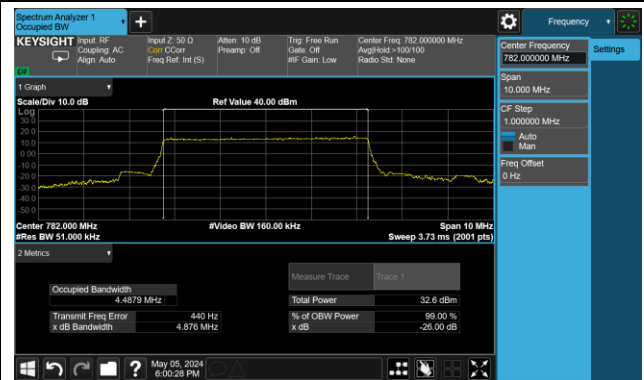 Spectrum Analyzer 1
Occupied BW
Frequency
KEYSIGHT
Input: RF
Coupling: AC
Align: Auto
Input Z: 50 Ω
Corr CCorr
Freq Ref: Int (S)
Atten: 10 dB
Preamp: Off
Trig: Free Run
Gate: Off
#IF Gain: Low
Center Freq: 782.000000 MHz
Avg|Hold:>100/100
Radio Std: None
LXI
Center Frequency
782.000000 MHz
Settings
Span
10.000 MHz
CF Step
1.000000 MHz
Auto
Man
Freq Offset
0 Hz
1 Graph
Scale/Div 10.0 dB
Ref Value 40.00 dBm
Log
30.0
20.0
10.0
0.00
-10.0
-20.0
-30.0
-40.0
-50.0
Center 782.000 MHz
#Video BW 160.00 kHz
Span 10 MHz
#Res BW 51.000 kHz
Sweep 3.73 ms (2001 pts)
2 Metrics
Measure Trace
Trace 1
Occupied Bandwidth
4.4879 MHz
Total Power
32.6 dBm
Transmit Freq Error
440 Hz
% of OBW Power
99.00 %
x dB Bandwidth
4.876 MHz
x dB
-26.00 dB
May 05, 2024
6:00:28 PM